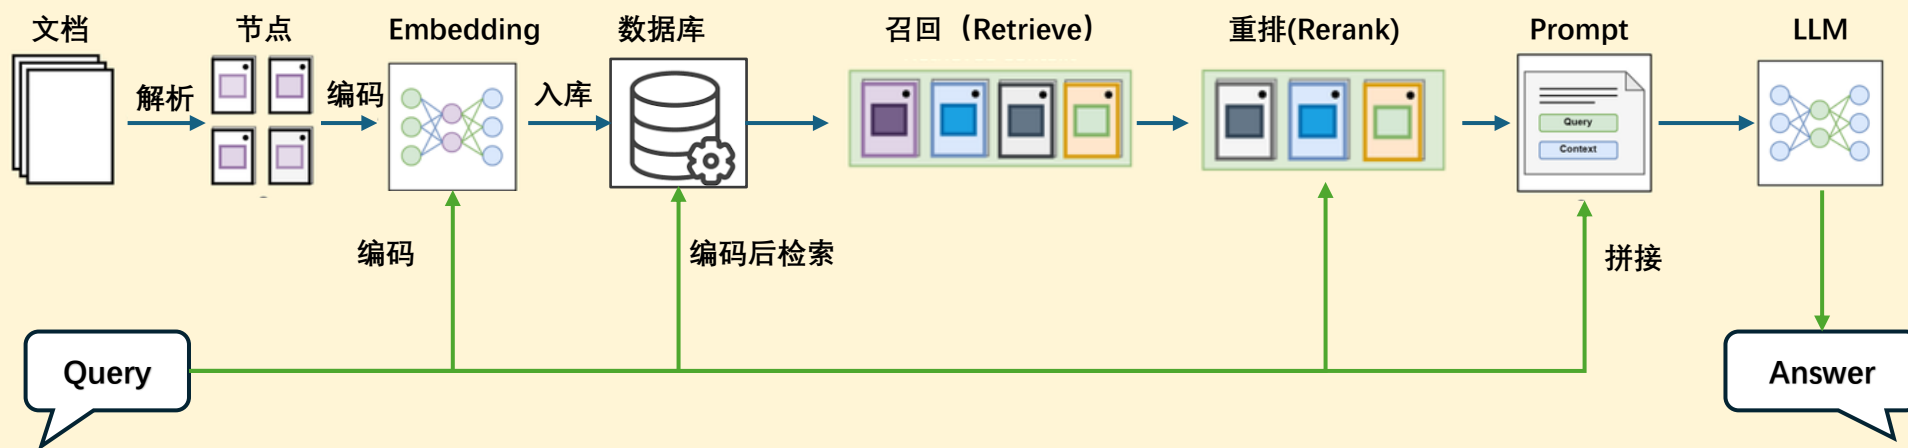 文档
节点
Embedding
数据库
召回（Retrieve）
重排(Rerank)
Prompt
LLM
解析
编码
入库
Query
Context
编码
编码后检索
拼接
Query
Answer